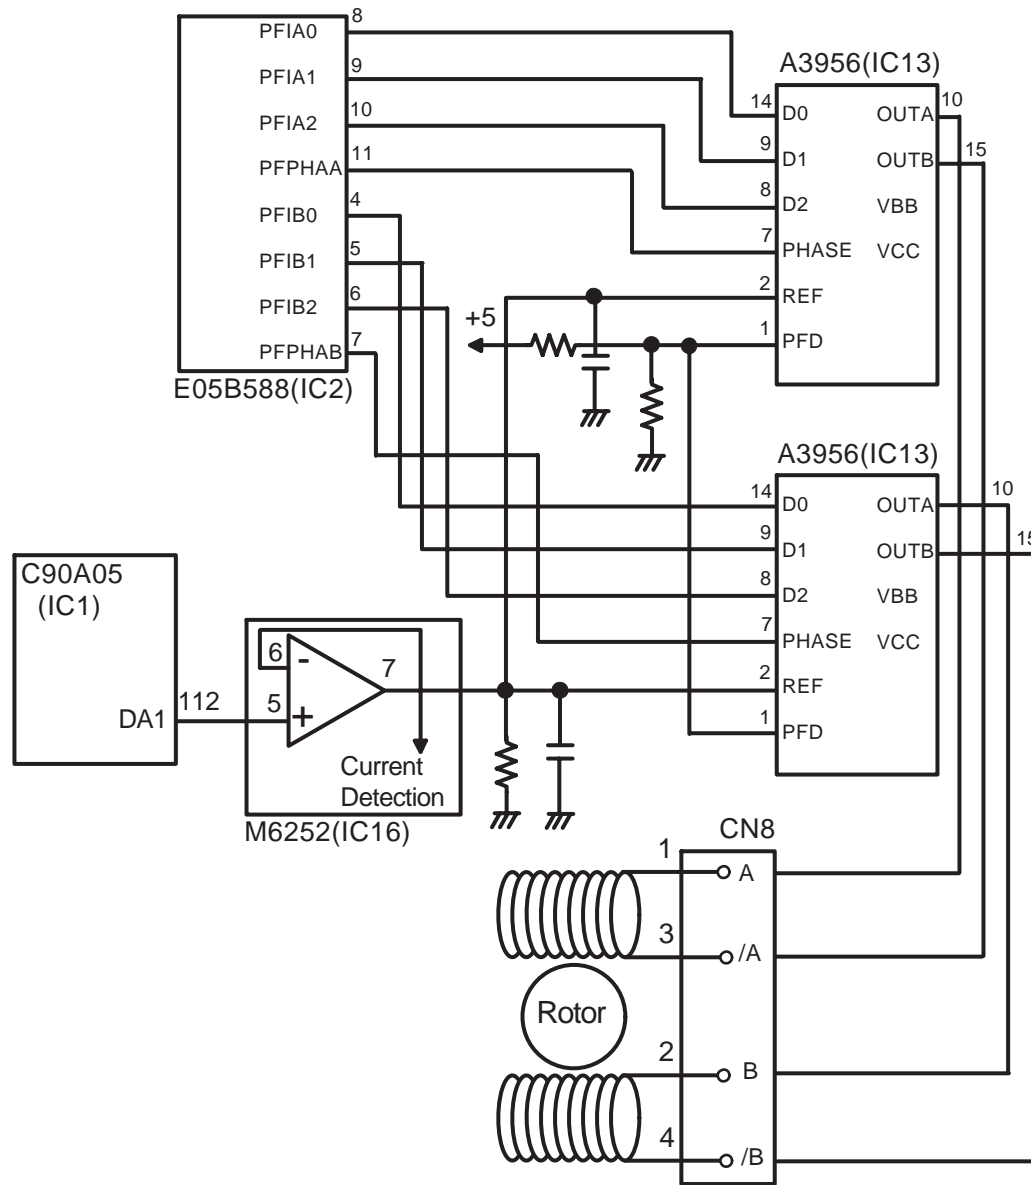 8
PFIA0
9
PFIA1
10
PFIA2
11
PFPHAA
4
PFIB0
5
PFIB1
6
PFIB2
7
PFPHAB
E05B588(IC2)
A3956(IC13)
14 D0 OUTA 10
9 D1 OUTB 15
8 D2 VBB
7 PHASE VCC
2 REF
1 PFD
+5
A3956(IC13)
14 D0 OUTA 10
9 D1 OUTB 15
8 D2 VBB
7 PHASE VCC
2 REF
1 PFD
C90A05
(IC1)
DA1 112
6 - 7
5 +
Current
Detection
M6252(IC16)
CN8
1 A
3 /A
Rotor
2 B
4 /B